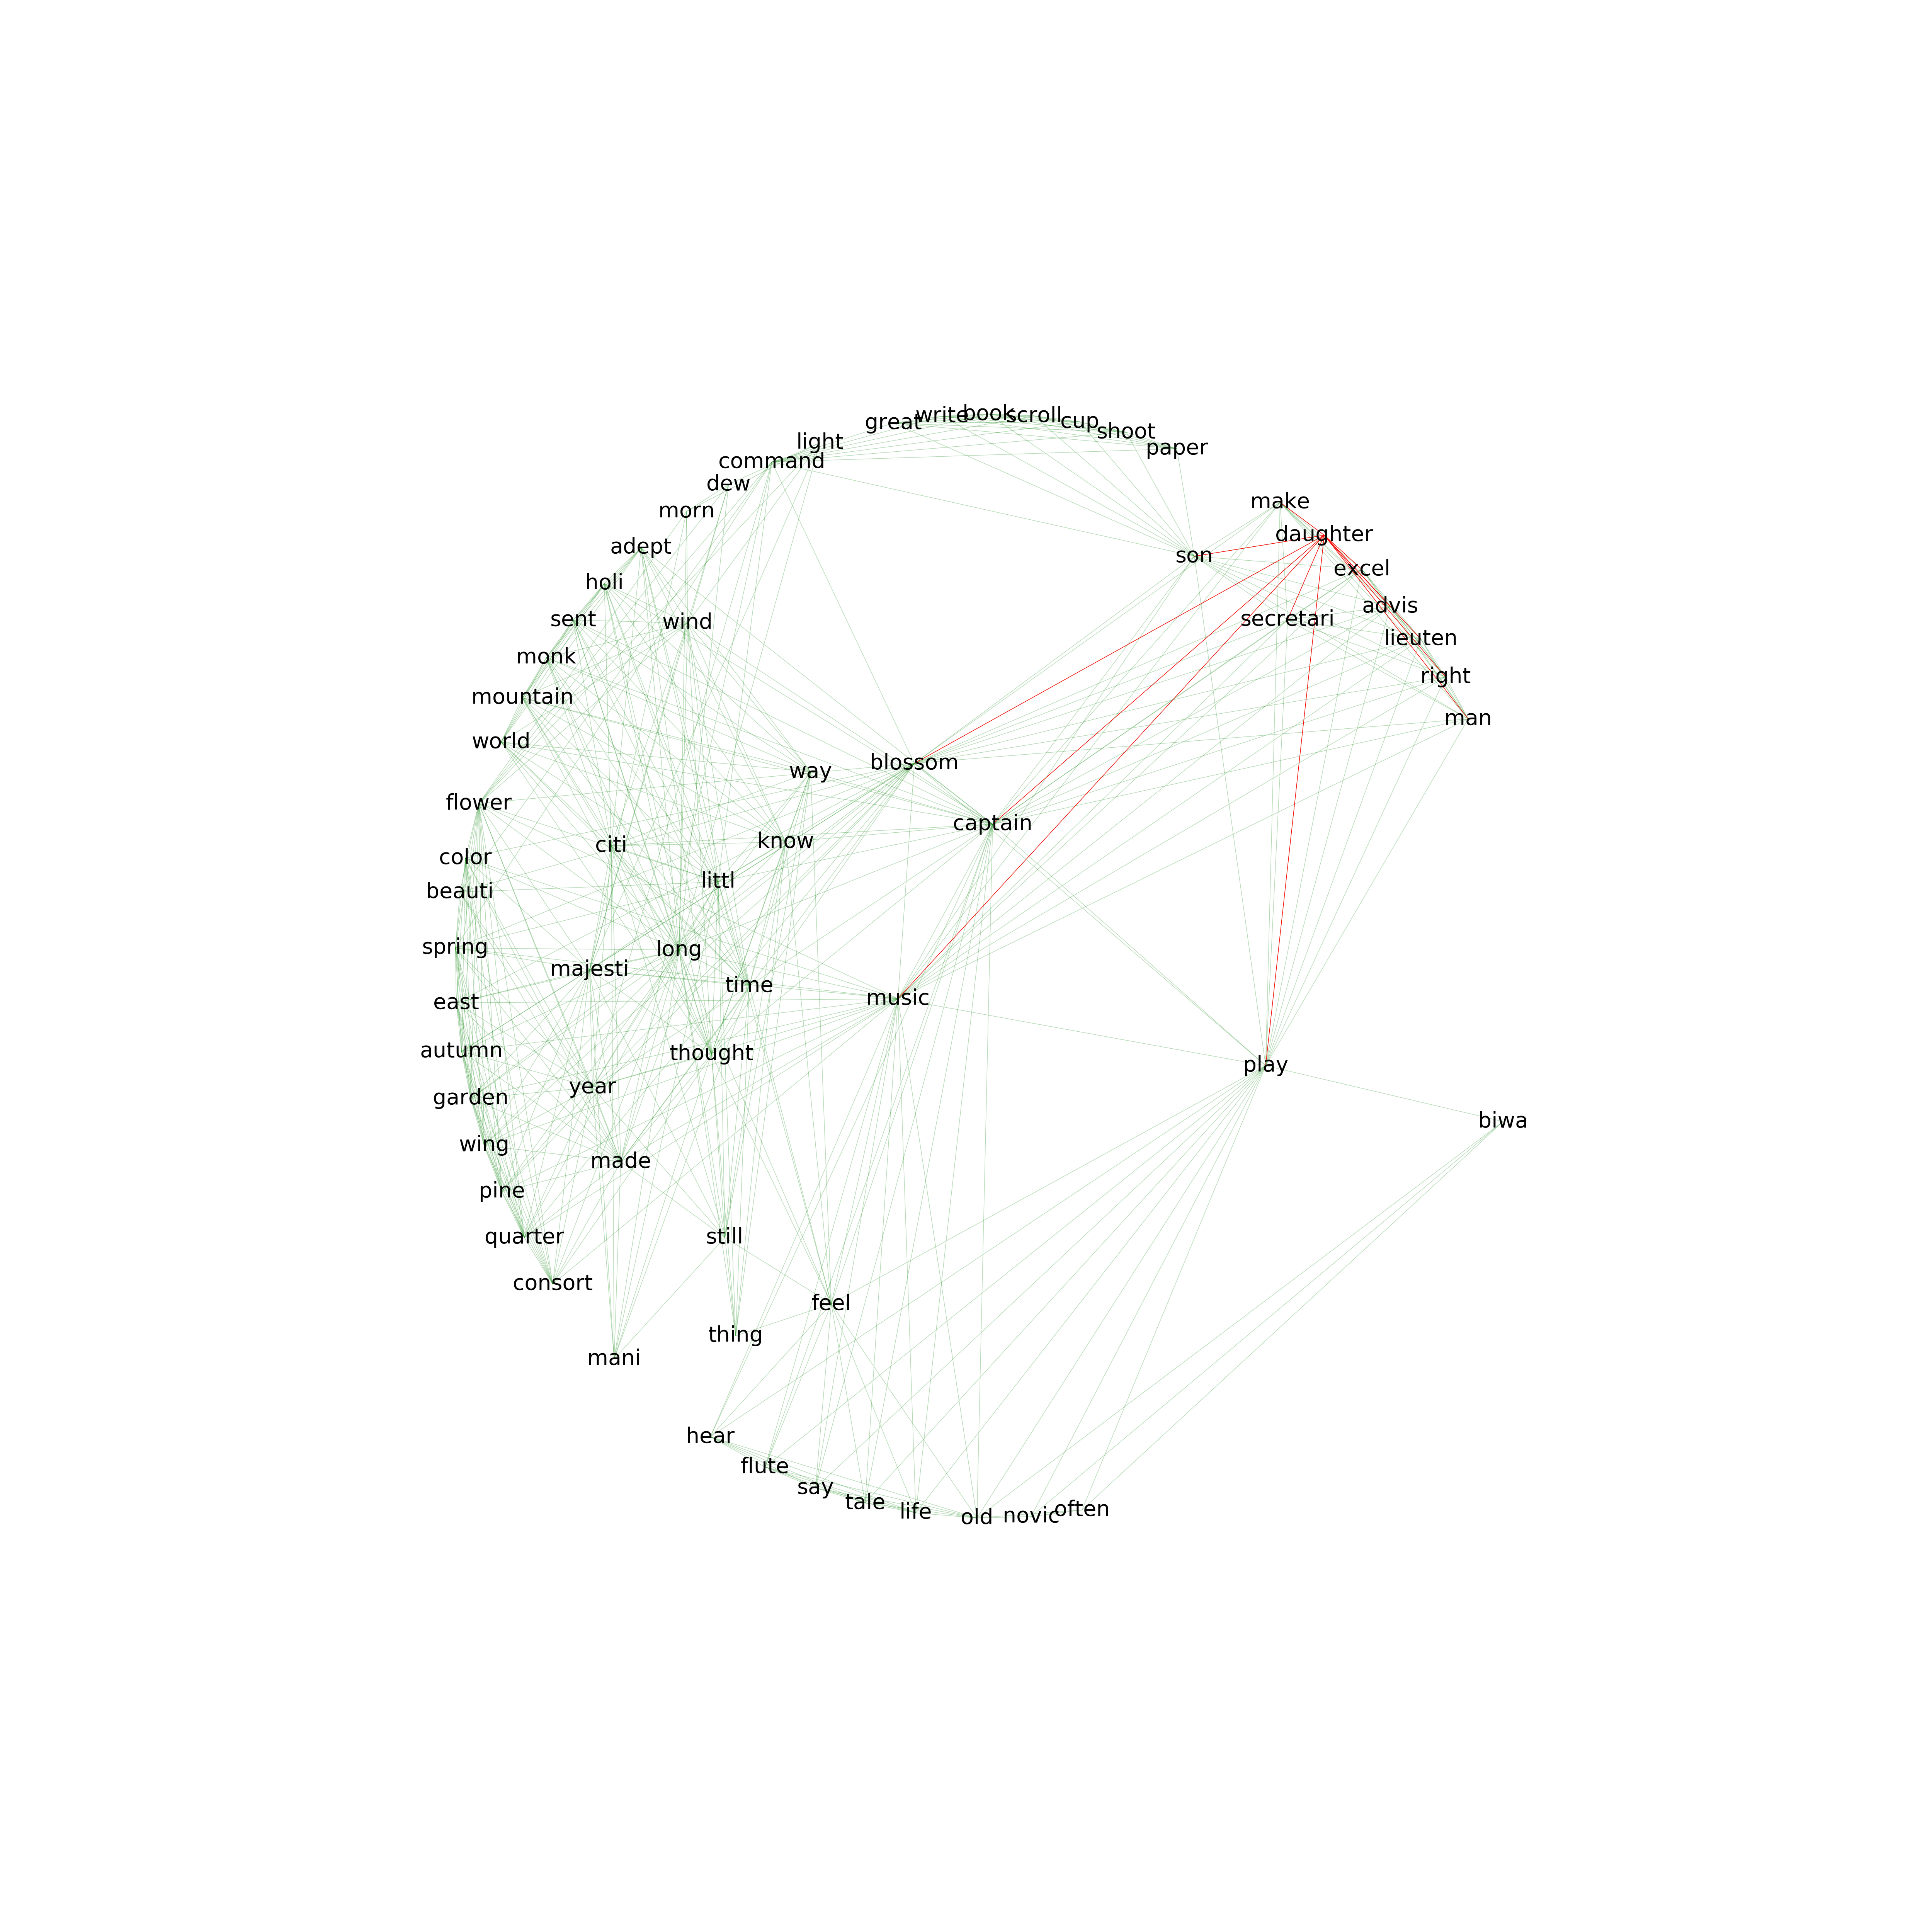 great
write
book
scroll
cup
shoot
paper
light
command
dew
morn
make
daughter
adept
son
excel
holi
advis
sent
wind
secretari
lieuten
monk
right
mountain
man
world
way
blossom
flower
captain
citi
know
color
littl
beauti
spring
long
majesti
time
music
east
autumn
thought
play
year
garden
biwa
wing
made
pine
quarter
still
consort
feel
thing
mani
hear
flute
say
tale
life
old
novic
often